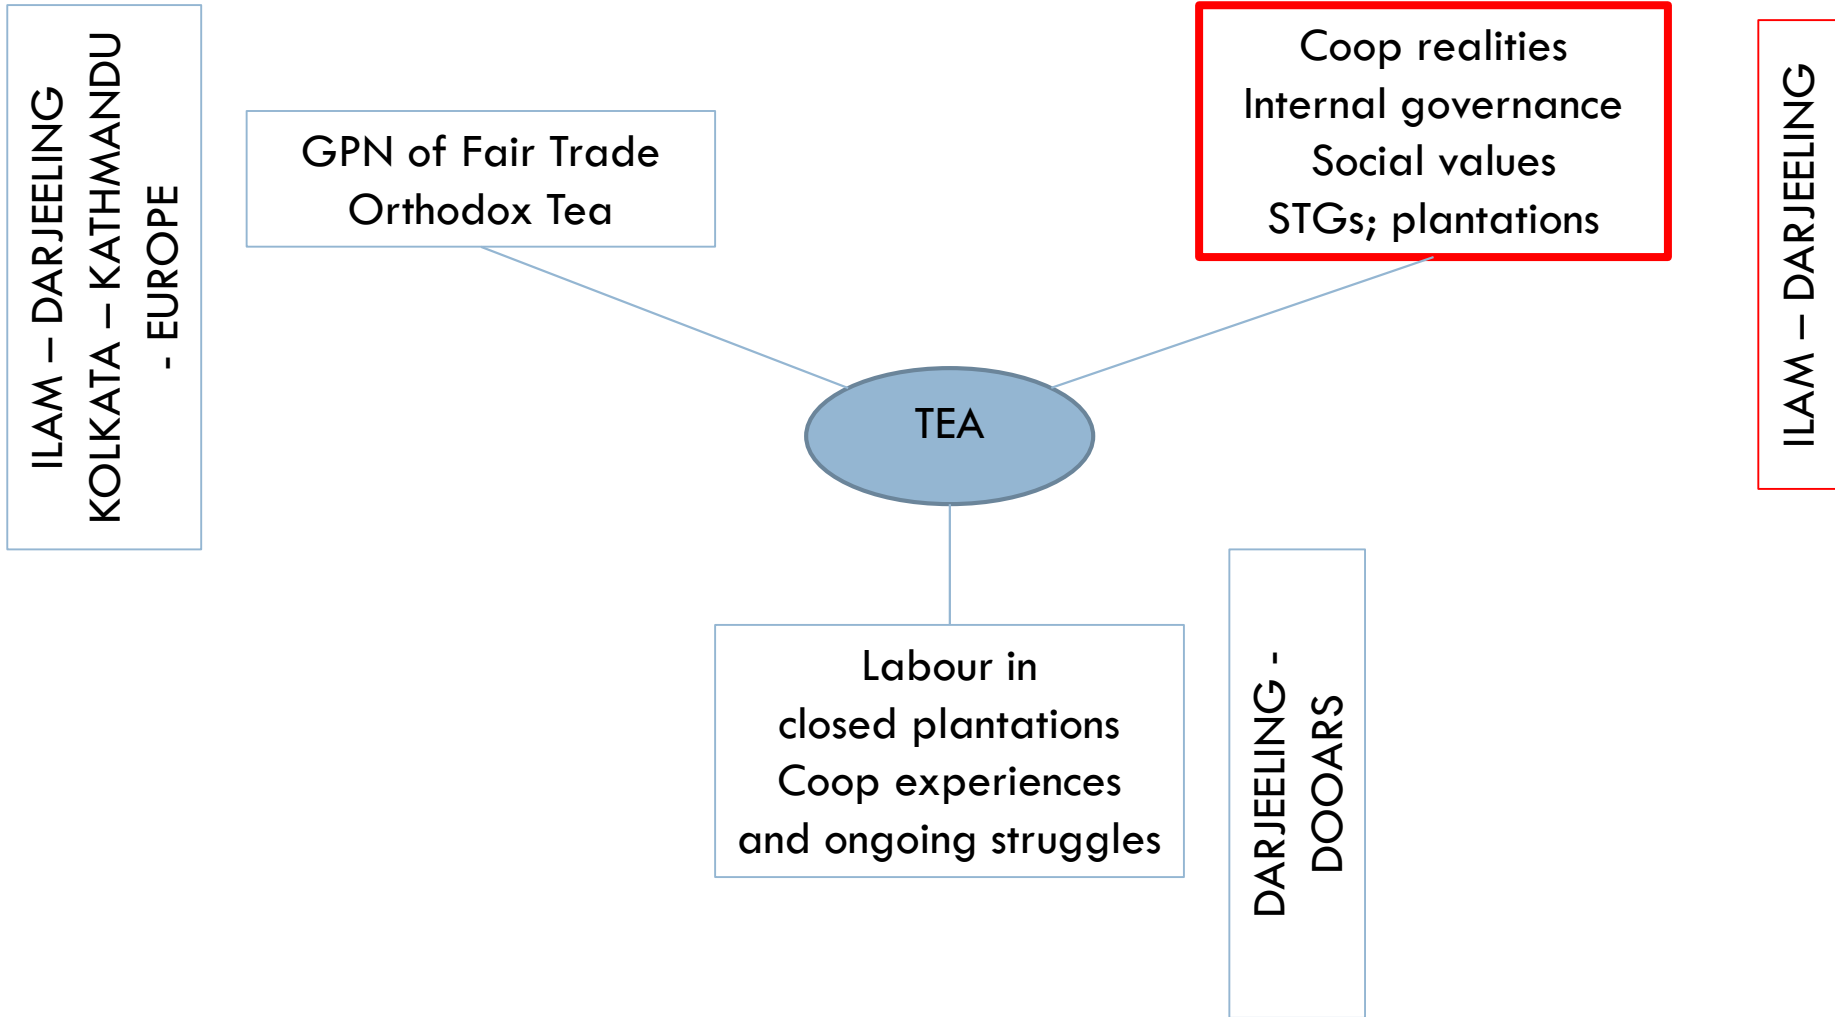 ILAM – DARJEELING
KOLKATA – KATHMANDU
- EUROPE
GPN of Fair Trade
Orthodox Tea
Coop realities
Internal governance
Social values
STGs; plantations
ILAM – DARJEELING
TEA
Labour in
closed plantations
Coop experiences
and ongoing struggles
DARJEELING -
DOOARS